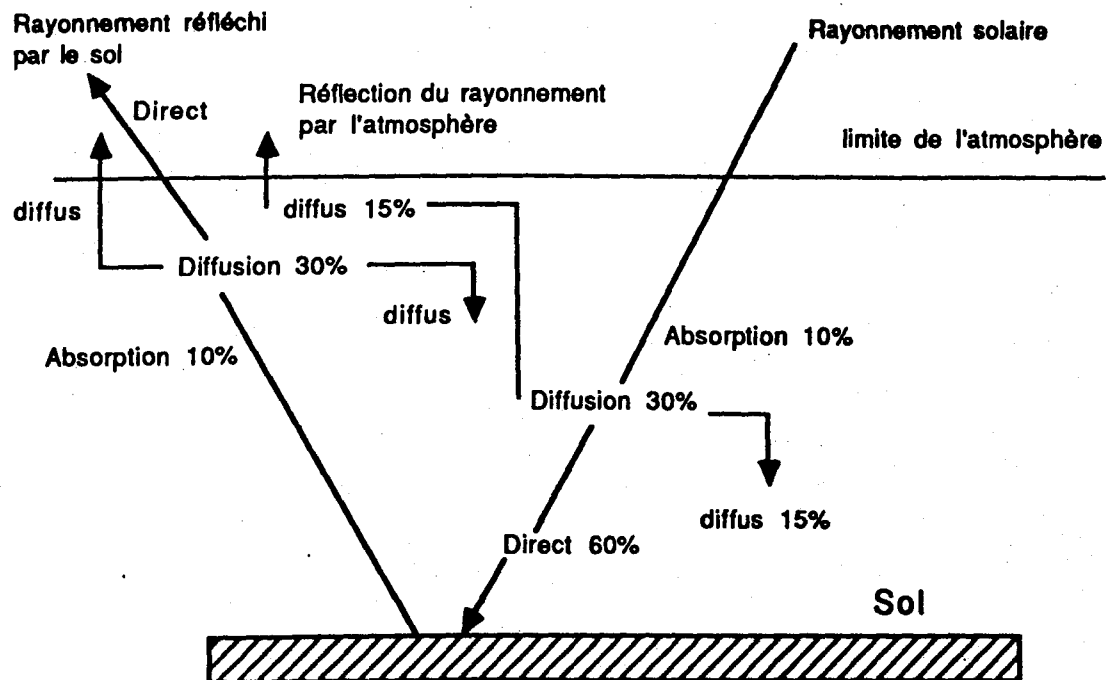 Rayonnement réfléchi
par le sol
Rayonnement solaire
Direct
Réflection du rayonnement
par l'atmosphère
limite de l'atmosphère
diffus
diffus 15%
Diffusion 30%
diffus
Absorption 10%
Absorption 10%
Diffusion 30%
diffus 15%
Direct 60%
Sol